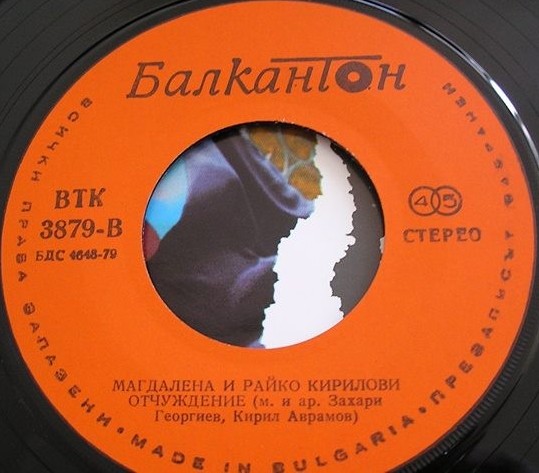 БалканТон
ВТК
3879-В
БДС 4648-79
45
СТЕРЕО
МАГДАЛЕНА И РАЙКО КИРИЛОВИ
ОТЧУЖДЕНИЕ (м. и ар. Захари
Георгиев, Кирил Аврамов)
ВСИЧКИ ПРАВА ЗАПАЗЕНИ • MADE IN BULGARIA • ПРЕЗАПИСЪТ ЗАБРАНЕН